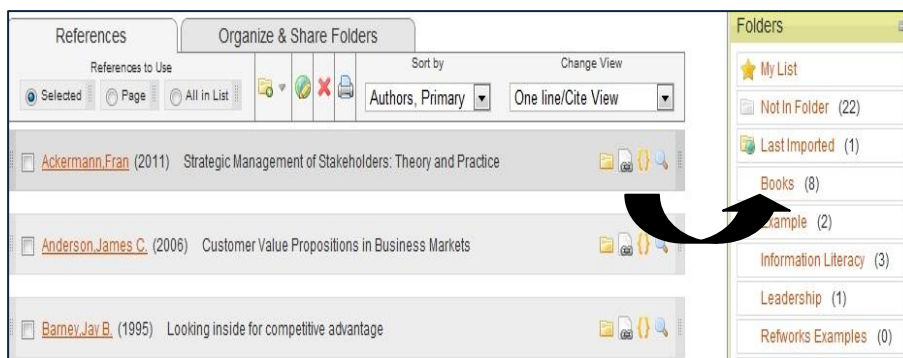 References
Organize & Share Folders
References to Use
Selected
Page
All in List
Sort by
Authors, Primary
Change View
One line/Cite View
Ackermann,Fran (2011) Strategic Management of Stakeholders: Theory and Practice
Anderson,James C. (2006) Customer Value Propositions in Business Markets
Barney,Jay B. (1995) Looking inside for competitive advantage
Folders
My List
Not In Folder (22)
Last Imported (1)
Books (8)
Example (2)
Information Literacy (3)
Leadership (1)
Refworks Examples (0)